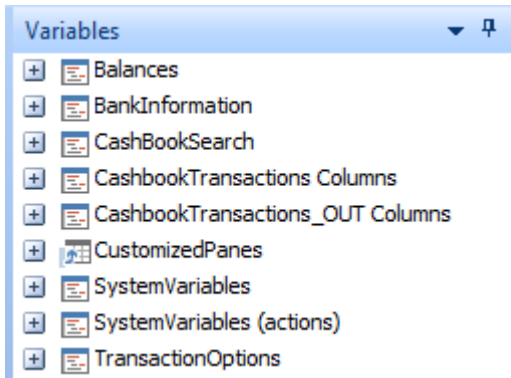 Variables
Balances
BankInformation
CashBookSearch
CashbookTransactions Columns
CashbookTransactions_OUT Columns
CustomizedPanes
SystemVariables
SystemVariables (actions)
TransactionOptions